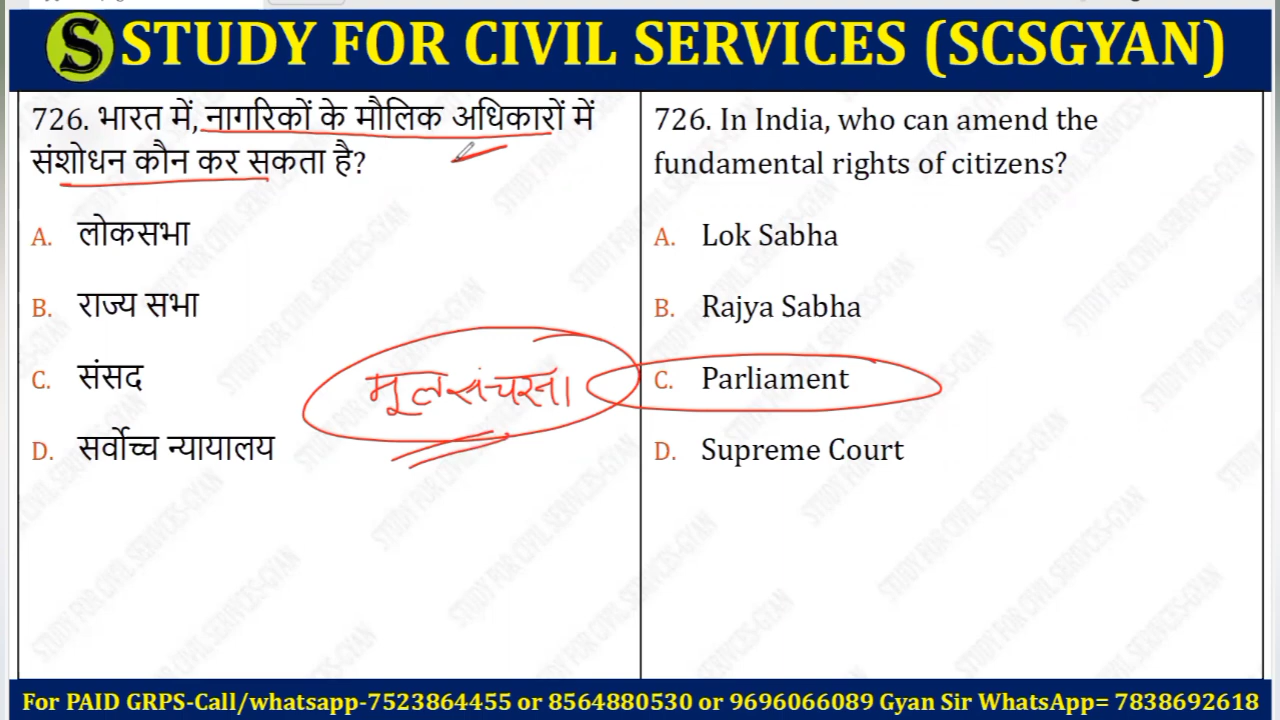 S STUDY FOR CIVIL SERVICES (SCSGYAN)
726. भारत में, नागरिकों के मौलिक अधिकारों में
संशोधन कौन कर सकता है?
A. लोकसभा
B. राज्य सभा
C. संसद
D. सर्वोच्च न्यायालय
मूल संचरना
726. In India, who can amend the
fundamental rights of citizens?
A. Lok Sabha
B. Rajya Sabha
C. Parliament
D. Supreme Court
For PAID GRPS-Call/whatsapp-7523864455 or 8564880530 or 9696066089 Gyan Sir WhatsApp= 7838692618